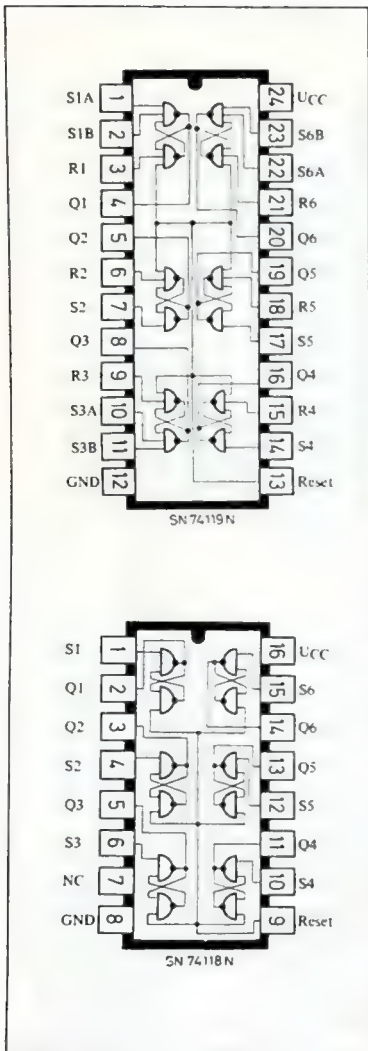 S1A 1 24 UCC
S1B 2 23 S6B
R1 3 22 S6A
Q1 4 21 R6
Q2 5 20 Q6
R2 6 19 Q5
S2 7 18 R5
Q3 8 17 S5
R3 9 16 Q4
S3A 10 15 R4
S3B 11 14 S4
GND 12 13 Reset
SN 74119N
S1 1 16 UCC
Q1 2 15 S6
Q2 3 14 Q6
S2 4 13 Q5
Q3 5 12 S5
S3 6 11 Q4
NC 7 10 S4
GND 8 9 Reset
SN 74118N